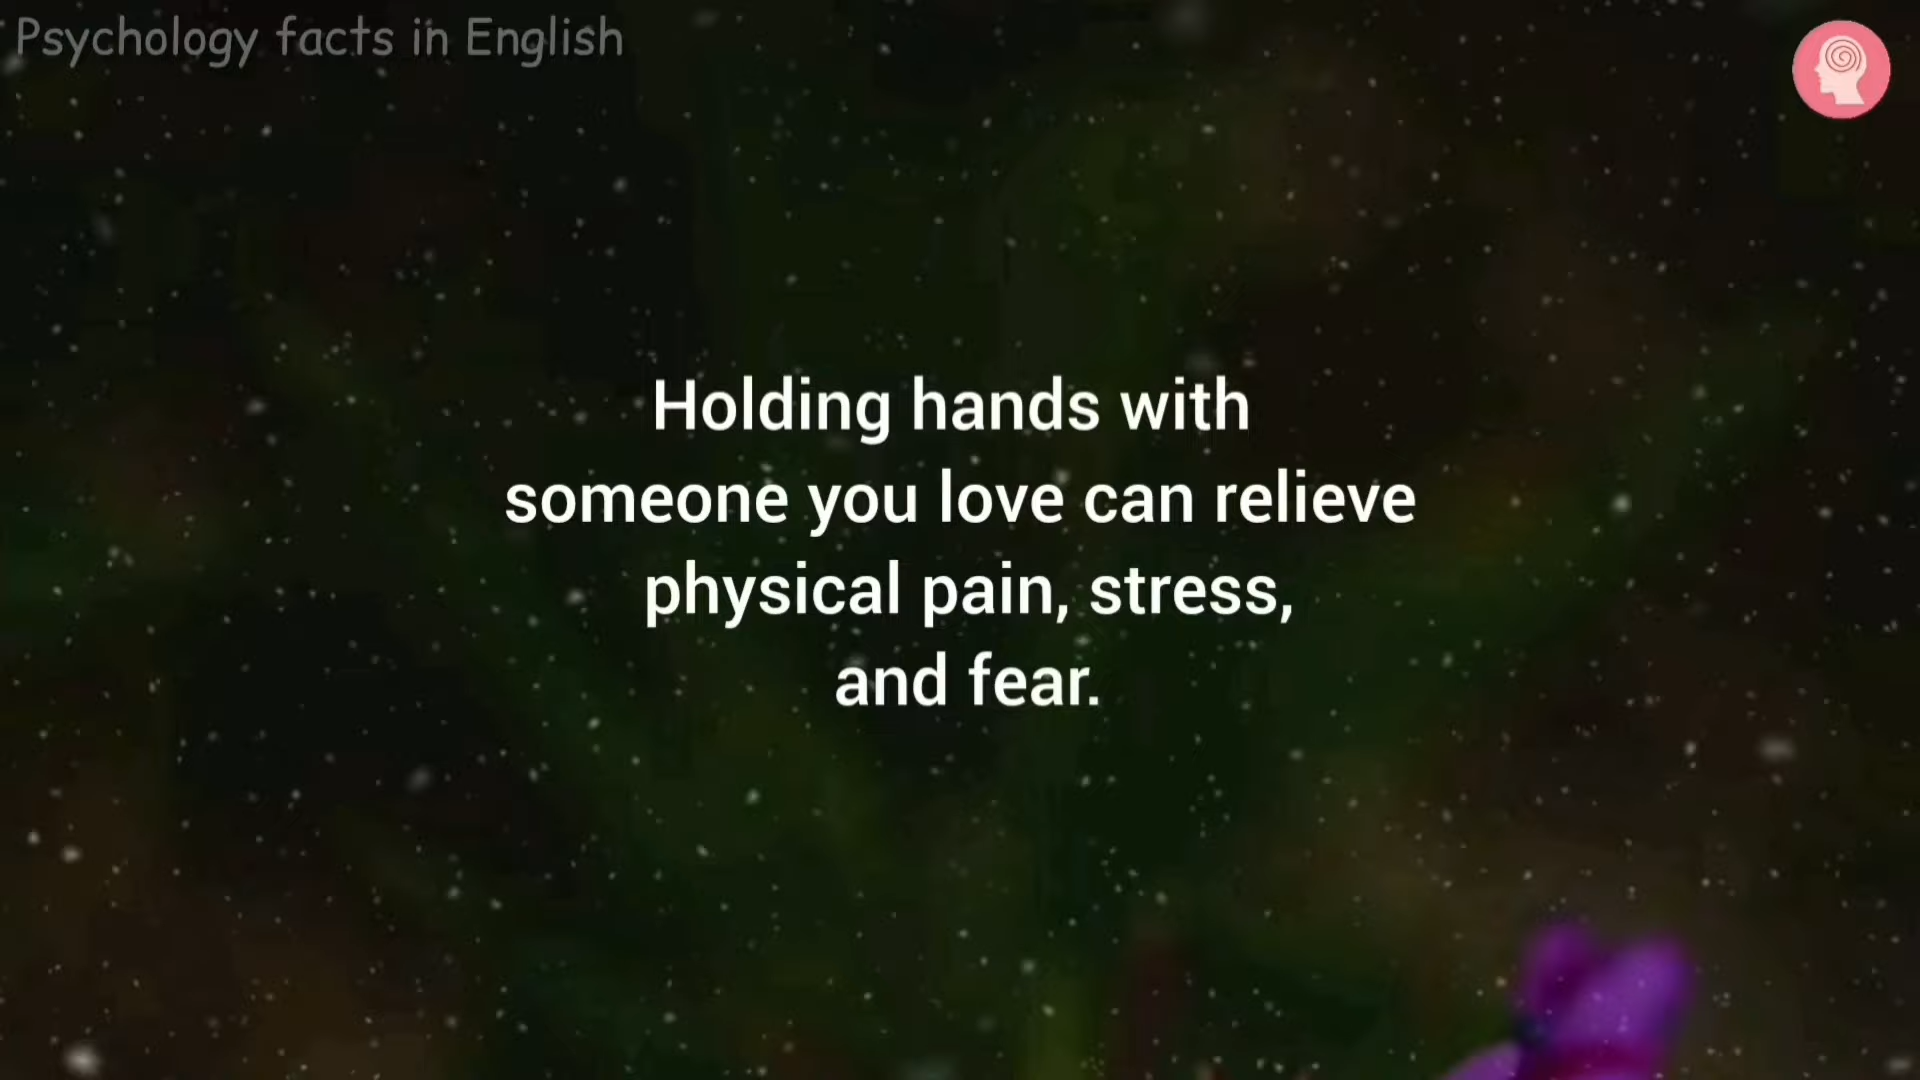 Psychology facts in English
Holding hands with
someone you love can relieve
physical pain, stress,
and fear.